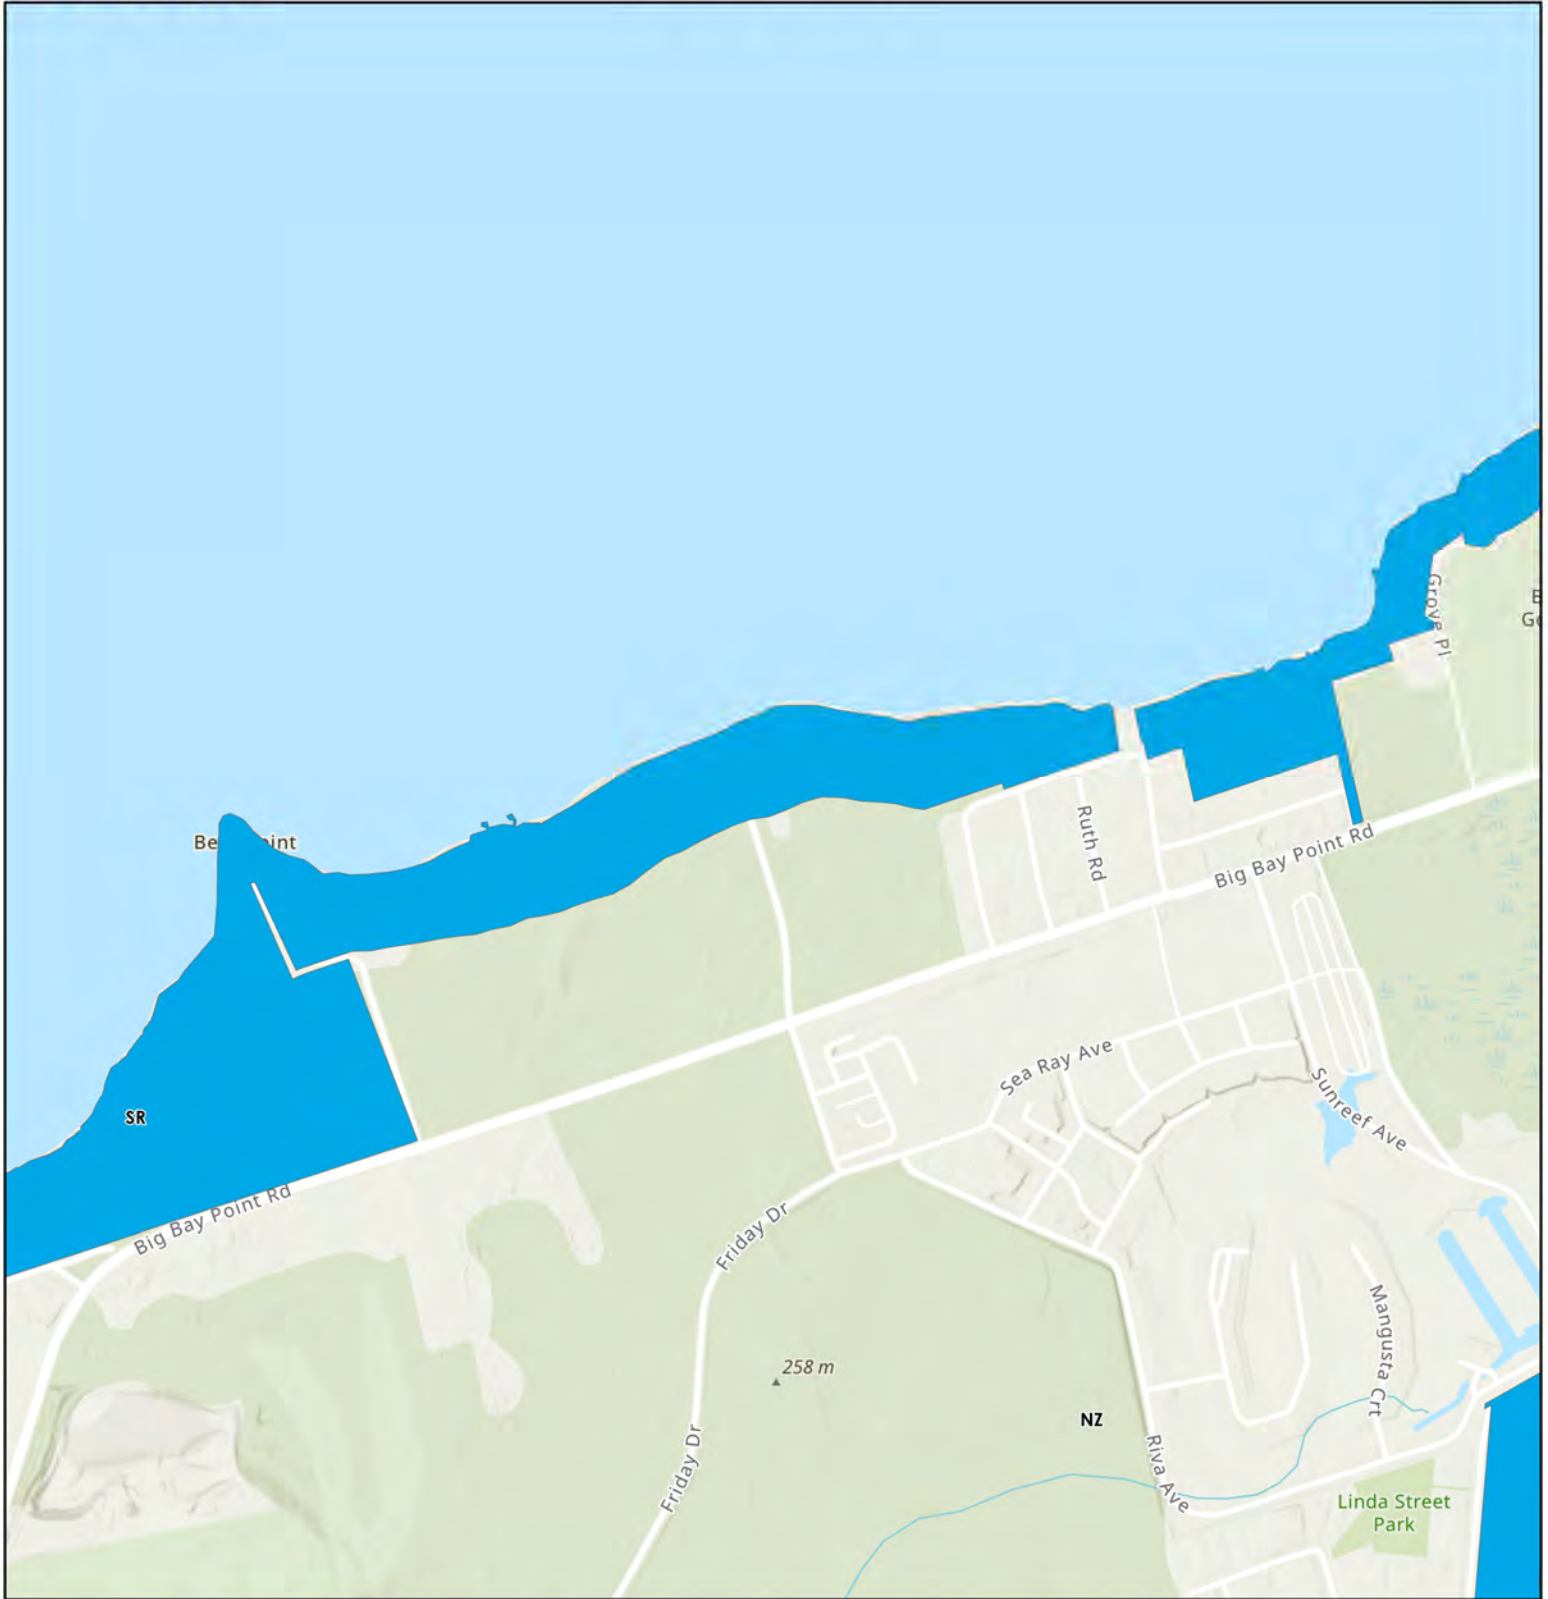 Grove Pl
Ruth Rd
Big Bay Point Rd
Sea Ray Ave
Sunreef Ave
SR
Big Bay Point Rd
Friday Dr
Mangusta Crt
258 m
NZ
Friday Dr
Riva Ave
Linda Street
Park